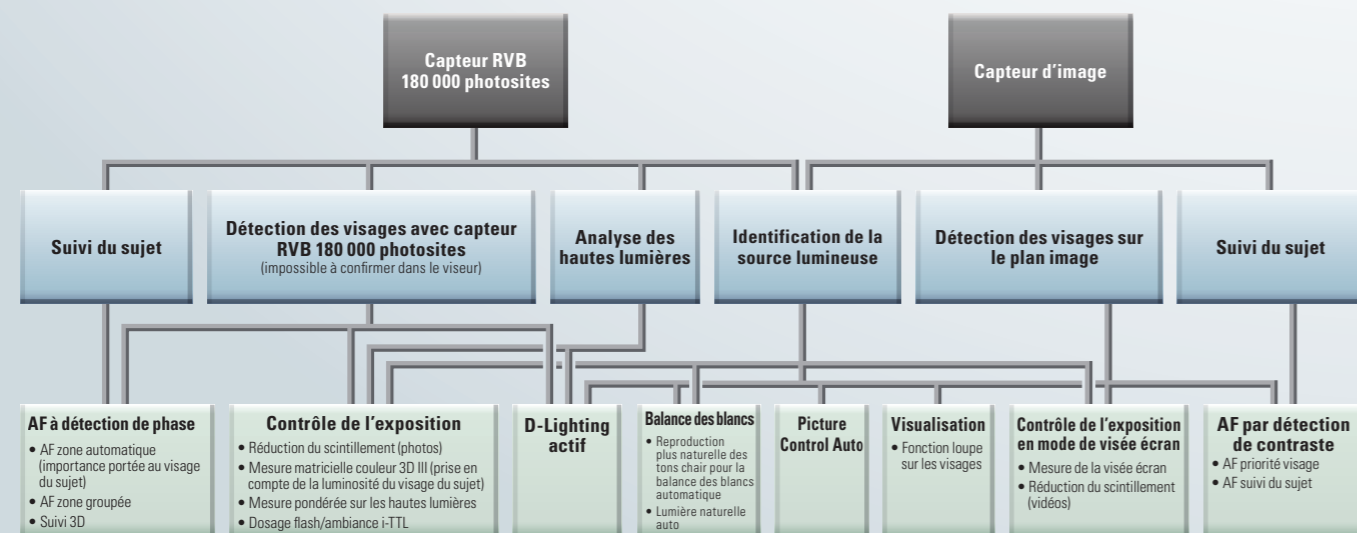 Capteur RVB
180 000 photosites
Capteur d’image
Suivi du sujet
Détection des visages avec capteur
RVB 180 000 photosites
(impossible à confirmer dans le viseur)
Analyse des
hautes lumières
Identification de la
source lumineuse
Détection des visages sur
le plan image
Suivi du sujet
AF à détection de phase
• AF zone automatique
(importance portée au visage
du sujet)
• AF zone groupée
• Suivi 3D
Contrôle de l’exposition
• Réduction du scintillement (photos)
• Mesure matricielle couleur 3D III (prise en
compte de la luminosité du visage du sujet)
• Mesure pondérée sur les hautes lumières
• Dosage flash/ambiance i-TTL
D-Lighting
actif
Balance des blancs
• Reproduction
plus naturelle des
tons chair pour la
balance des blancs
automatique
• Lumière naturelle
auto
Picture
Control Auto
Visualisation
• Fonction loupe
sur les visages
Contrôle de l’exposition
en mode de visée écran
• Mesure de la visée écran
• Réduction du scintillement
(vidéos)
AF par détection
de contraste
• AF priorité visage
• AF suivi du sujet